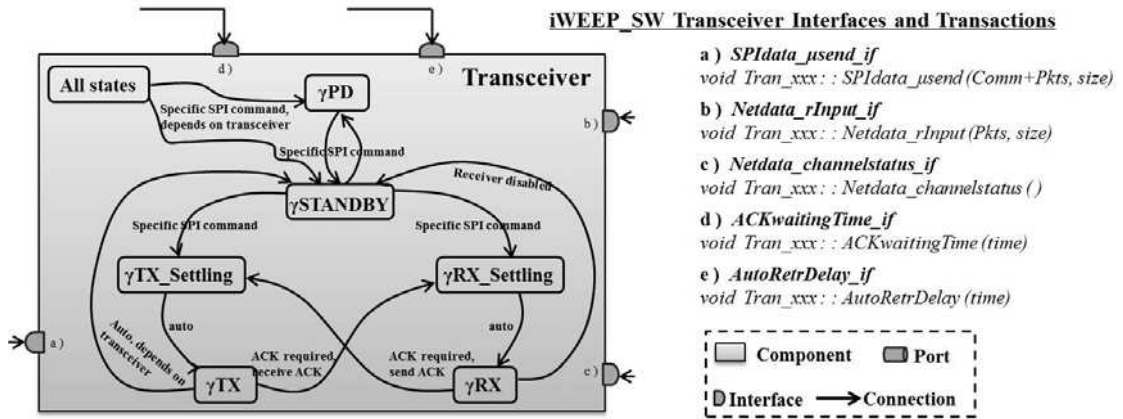 iWEEP_SW Transceiver Interfaces and Transactions
d )
e )
Transceiver
All states
γPD
Specific SPI command,
depends on transceiver
b )
Specific SPI command
Receiver disabled
γSTANDBY
Specific SPI command
Specific SPI command
γTX_Settling
γRX_Settling
a )
auto
auto
Auto, depends on
transceiver
ACK required,
receive ACK
ACK required,
send ACK
γTX
γRX
c )
a ) SPIdata_μsend_if
void Tran_xxx: : SPIdata_μsend (Comm+Pkts, size)
b ) Netdata_rInput_if
void Tran_xxx: : Netdata_rInput (Pkts, size)
c ) Netdata_channelstatus_if
void Tran_xxx: : Netdata_channelstatus ( )
d ) ACKwaitingTime_if
void Tran_xxx: : ACKwaitingTime (time)
e ) AutoRetrDelay_if
void Tran_xxx: : AutoRetrDelay (time)
Component
Port
Interface
Connection